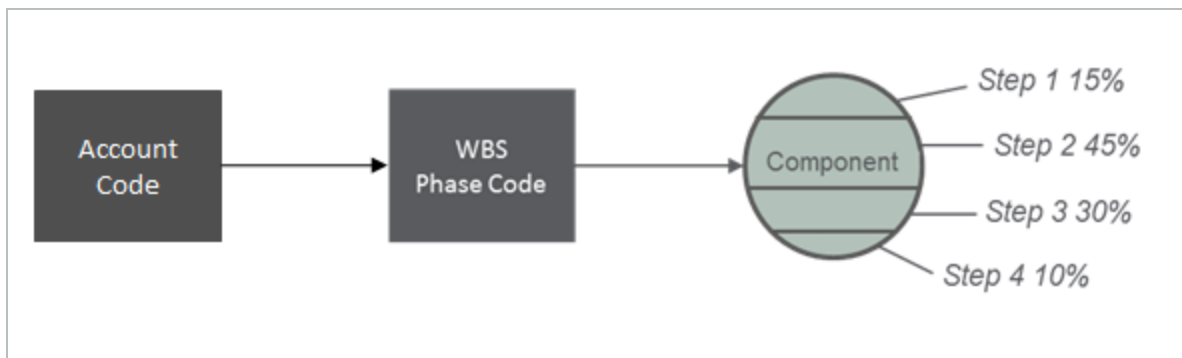 Account
Code
WBS
Phase Code
Component
Step 1 15%
Step 2 45%
Step 3 30%
Step 4 10%